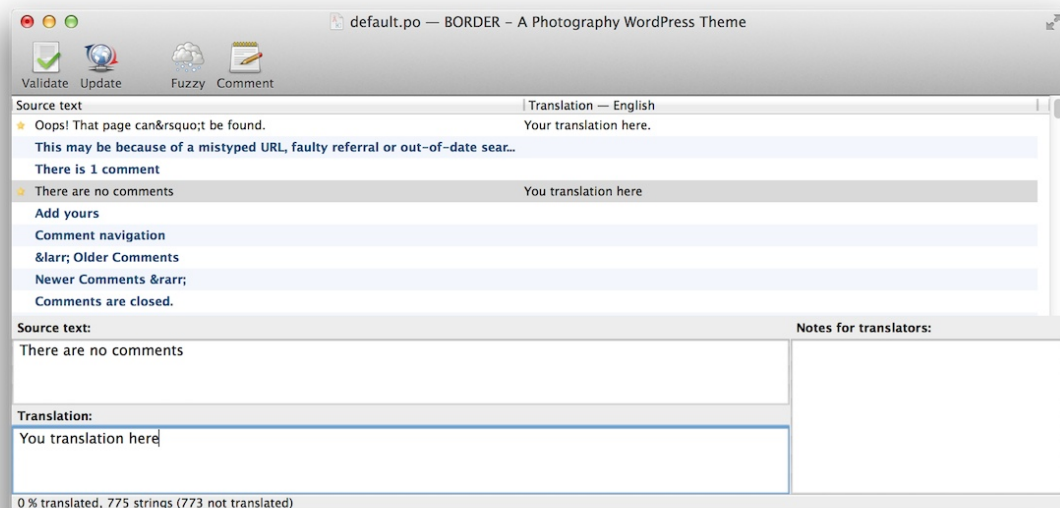 default.po — BORDER – A Photography WordPress Theme
Validate Update Fuzzy Comment
Source text Translation — English
Oops! That page can&rsquo;t be found. Your translation here.
This may be because of a mistyped URL, faulty referral or out-of-date sear...
There is 1 comment
There are no comments You translation here
Add yours
Comment navigation
&larr; Older Comments
Newer Comments &rarr;
Comments are closed.
Source text: Notes for translators:
There are no comments
Translation:
You translation here
0 % translated, 775 strings (773 not translated)